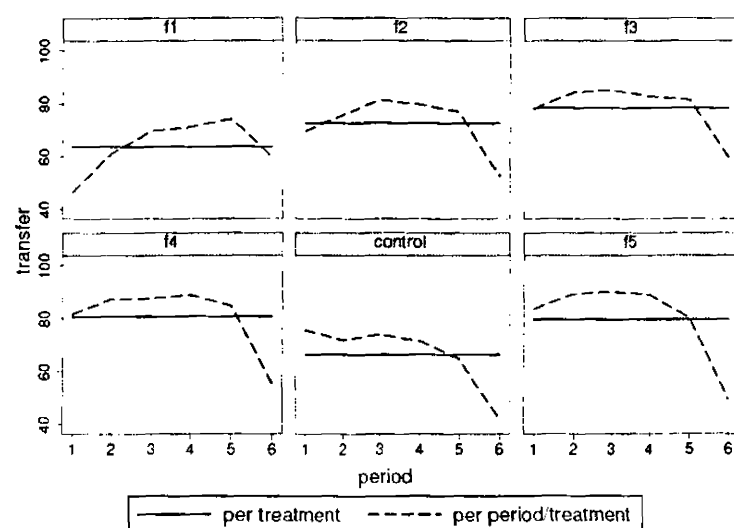 f1 f2 f3
100
80
60
40
transfer
f4 control f5
100
80
60
40
1 2 3 4 5 6 1 2 3 4 5 6 1 2 3 4 5 6
period
per treatment per period/treatment